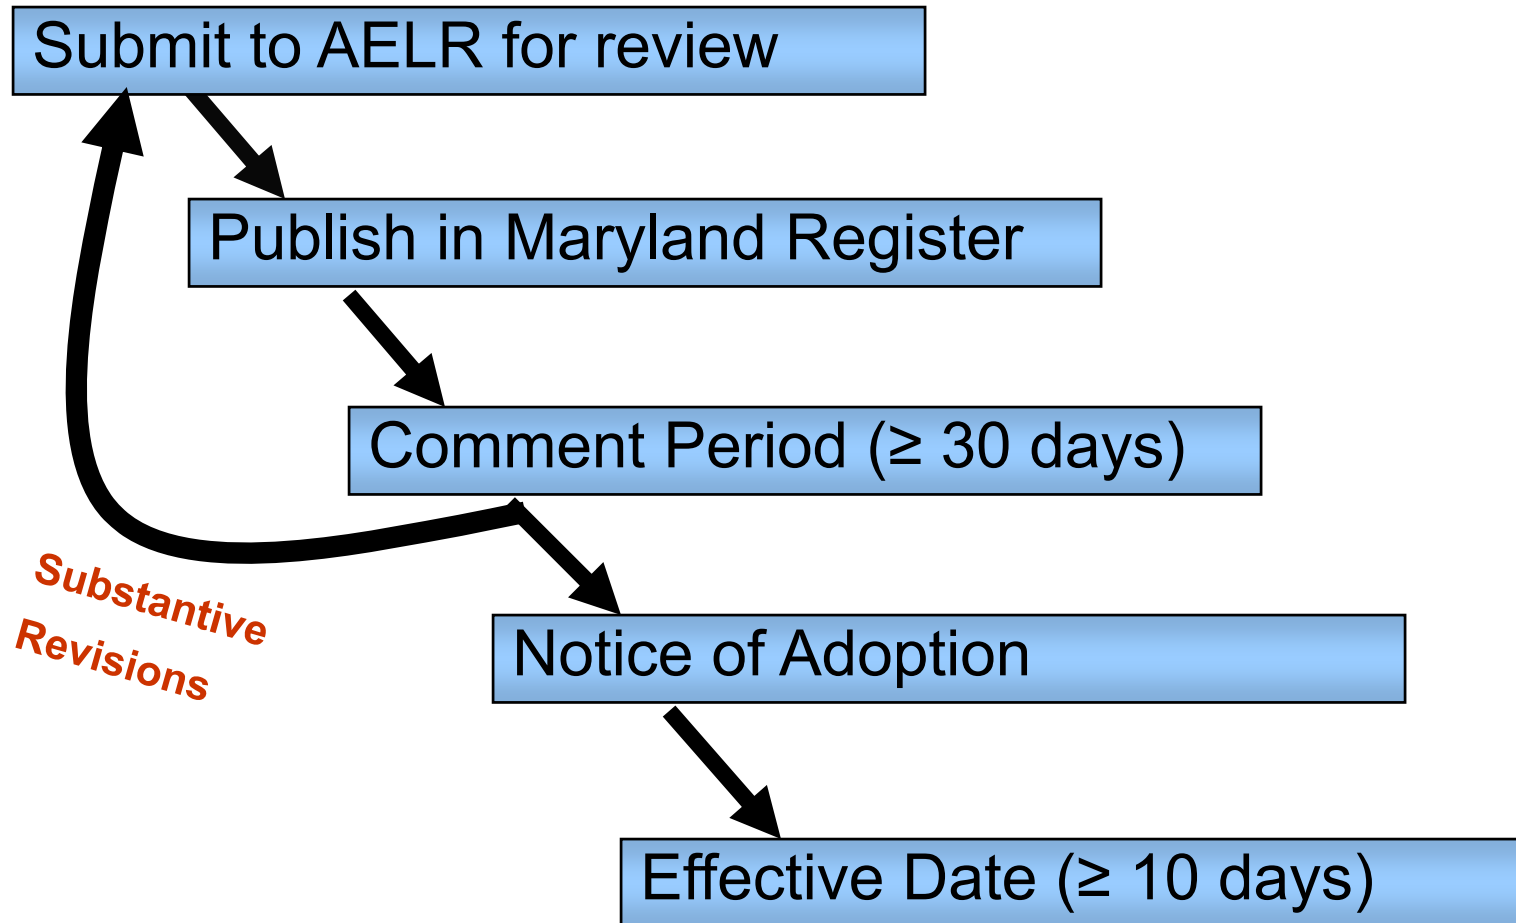 Submit to AELR for review
Publish in Maryland Register
Comment Period (≥ 30 days)
Substantive
Revisions
Notice of Adoption
Effective Date (≥ 10 days)